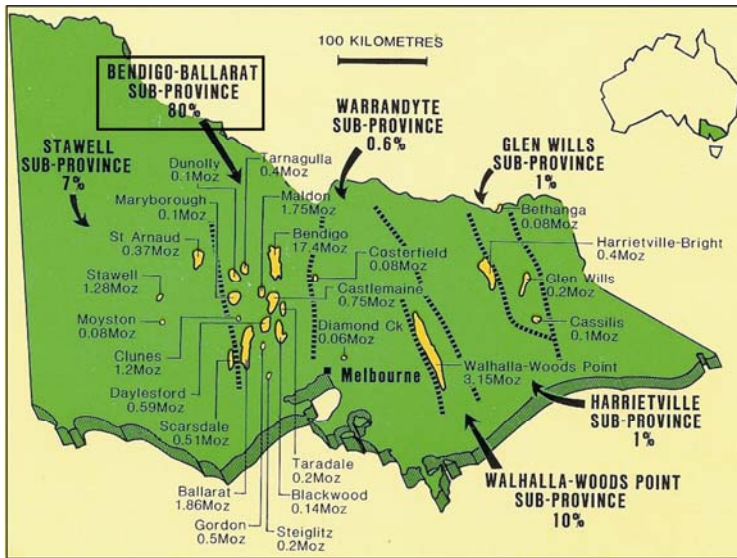 100 KILOMETRES
BENDIGO-BALLARAT
SUB-PROVINCE
80%
WARRANDYTE
SUB-PROVINCE
0.6%
GLEN WILLS
SUB-PROVINCE
1%
STAWELL
SUB-PROVINCE
7%
Dunolly
0.1Moz
Tarnagulla
0.4Moz
Maryborough
0.1Moz
Maldon
1.75Moz
Bethanga
0.08Moz
St Arnaud
0.37Moz
Bendigo
17.4Moz
Costerfield
0.08Moz
Harrietville-Bright
0.4Moz
Stawell
1.28Moz
Castlemaine
0.75Moz
Glen Wills
0.2Moz
Moyston
0.08Moz
Diamond Ck
0.06Moz
Cassilis
0.1Moz
Clunes
1.2Moz
Melbourne
Walhalla-Woods Point
3.15Moz
Daylesford
0.59Moz
Scarsdale
0.51Moz
HARRIETVILLE
SUB-PROVINCE
1%
Taradale
0.2Moz
Ballarat
1.86Moz
Blackwood
0.14Moz
WALHALLA-WOODS POINT
SUB-PROVINCE
10%
Gordon
0.5Moz
Steiglitz
0.2Moz